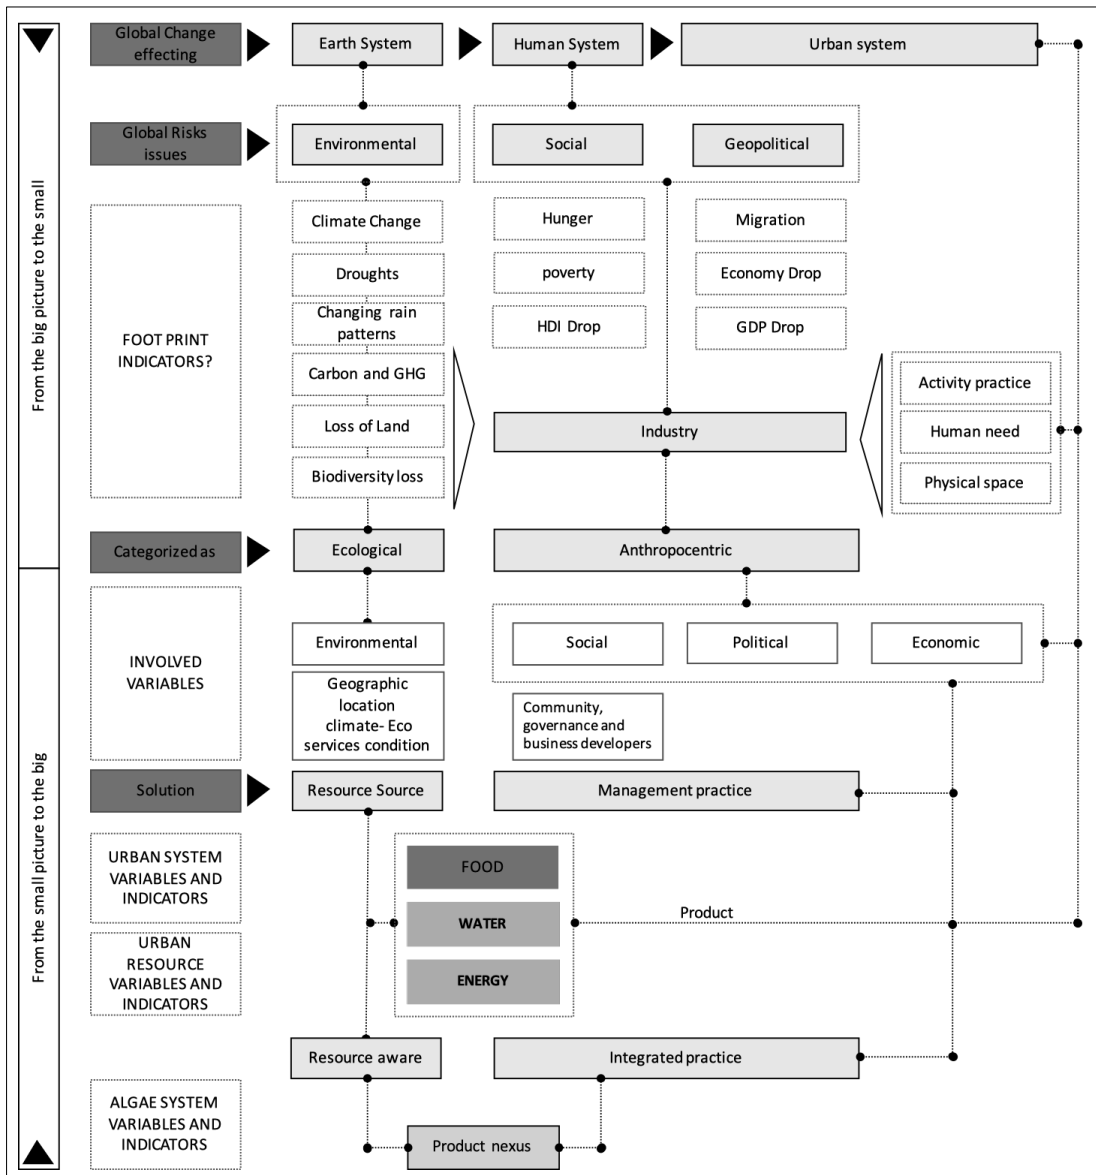 Global Change
effecting
Earth System
Human System
Urban system
Global Risks
issues
Environmental
Social
Geopolitical
From the big picture to the small
FOOT PRINT
INDICATORS?
Climate Change
Droughts
Changing rain
patterns
Carbon and GHG
Loss of Land
Biodiversity loss
Hunger
poverty
HDI Drop
Migration
Economy Drop
GDP Drop
Industry
Activity practice
Human need
Physical space
Categorized as
Ecological
Anthropocentric
From the small picture to the big
INVOLVED
VARIABLES
Environmental
Geographic
location
climate- Eco
services condition
Social
Political
Economic
Community,
governance and
business developers
Solution
Resource Source
Management practice
URBAN SYSTEM
VARIABLES AND
INDICATORS
FOOD
WATER
ENERGY
Product
URBAN
RESOURCE
VARIABLES AND
INDICATORS
Resource aware
Integrated practice
ALGAE SYSTEM
VARIABLES AND
INDICATORS
Product nexus